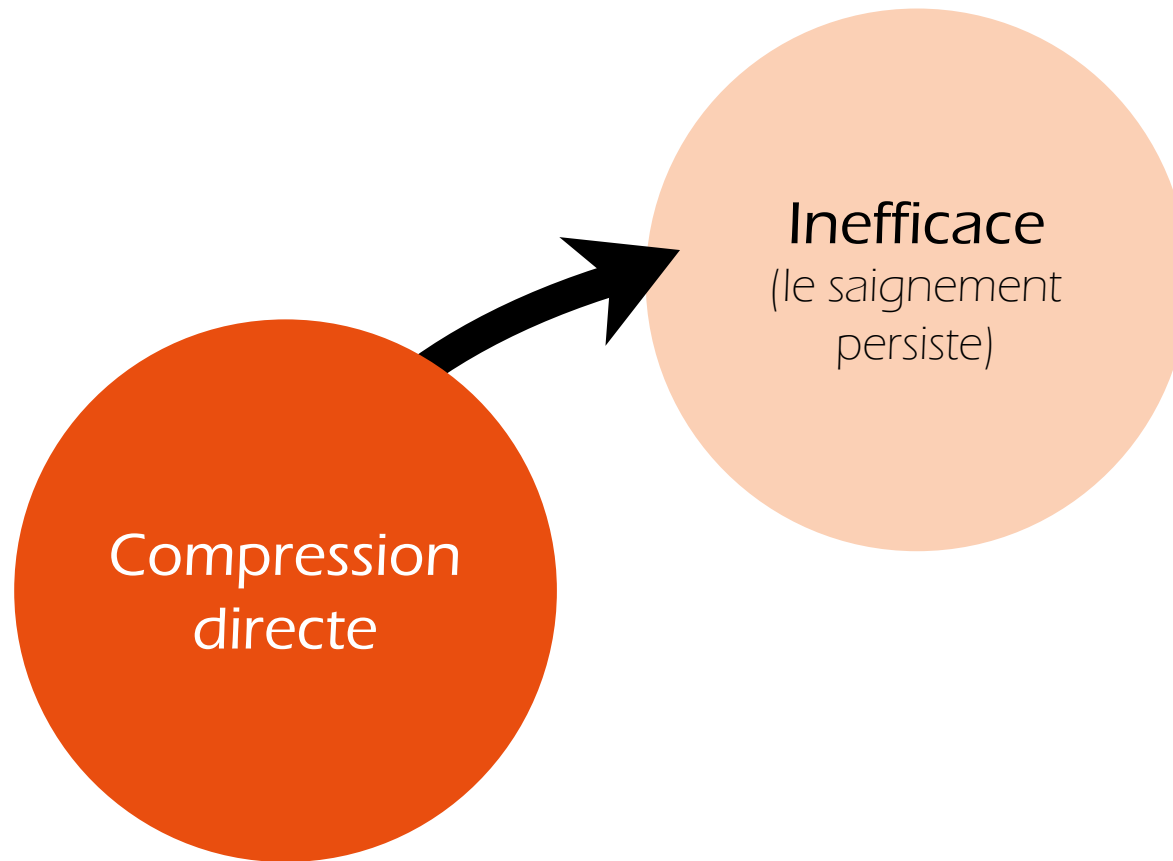 Inefficace
(le saignement
persiste)
Compression
directe